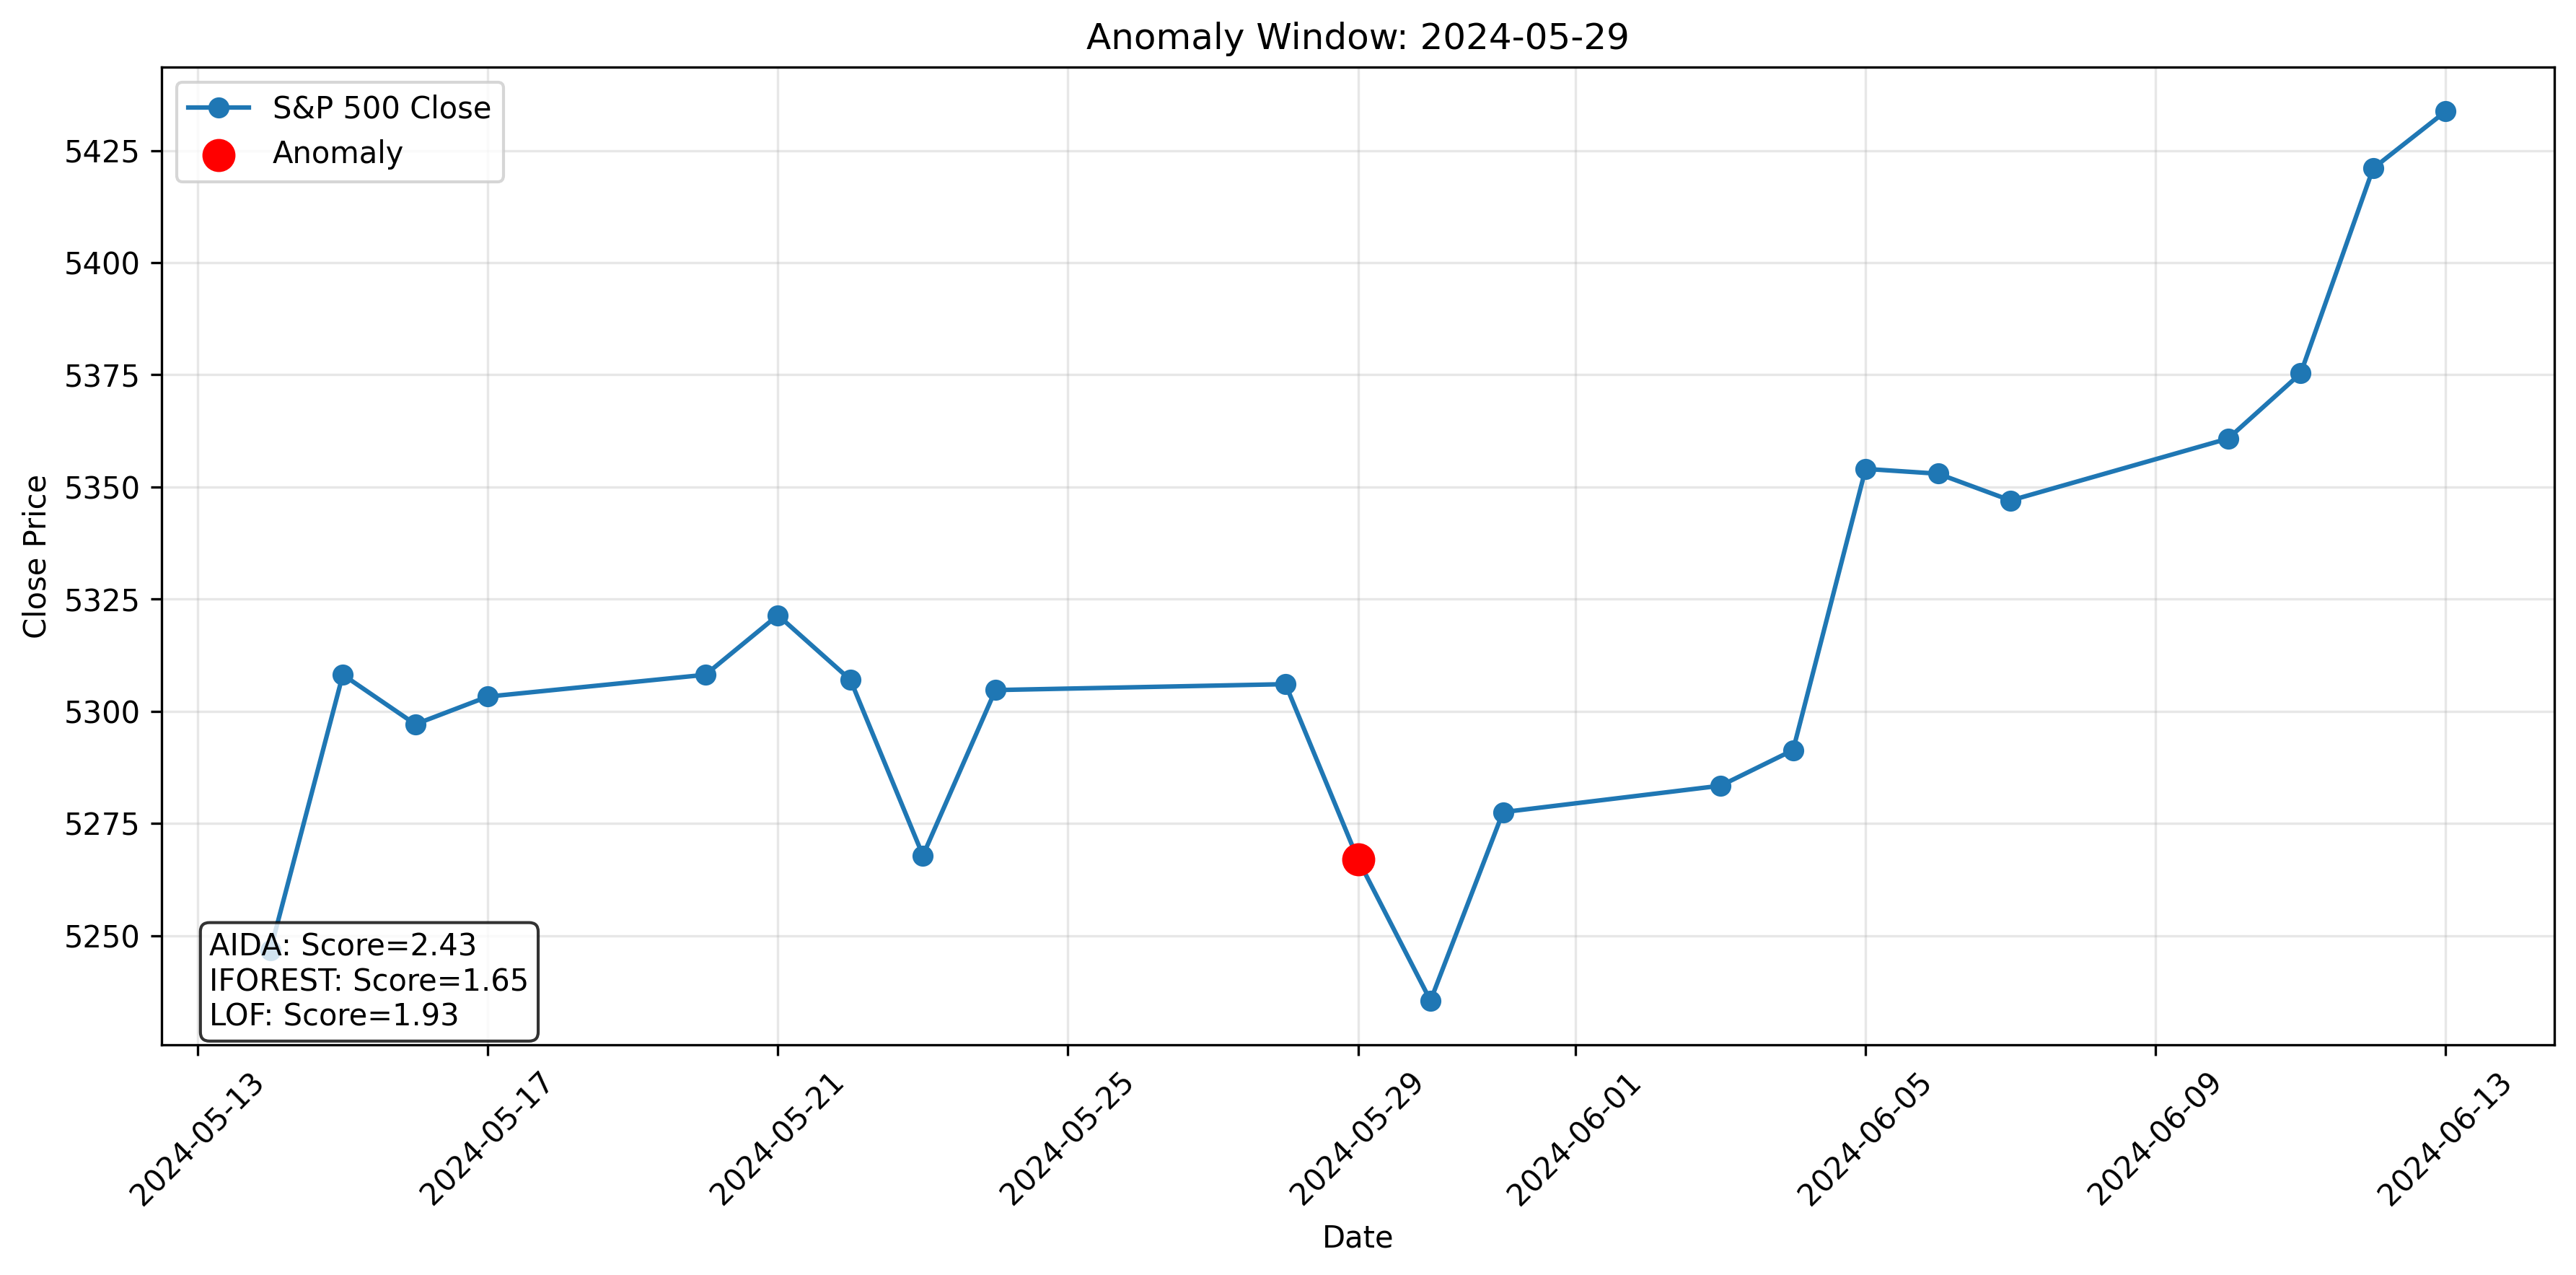 Anomaly Window: 2024-05-29
S&P 500 Close
Anomaly
5425
5400
5375
5350
5325
5300
5275
5250
Close Price
AIDA: Score=2.43
IFOREST: Score=1.65
LOF: Score=1.93
2024-05-13
2024-05-17
2024-05-21
2024-05-25
2024-05-29
2024-06-01
2024-06-05
2024-06-09
2024-06-13
Date